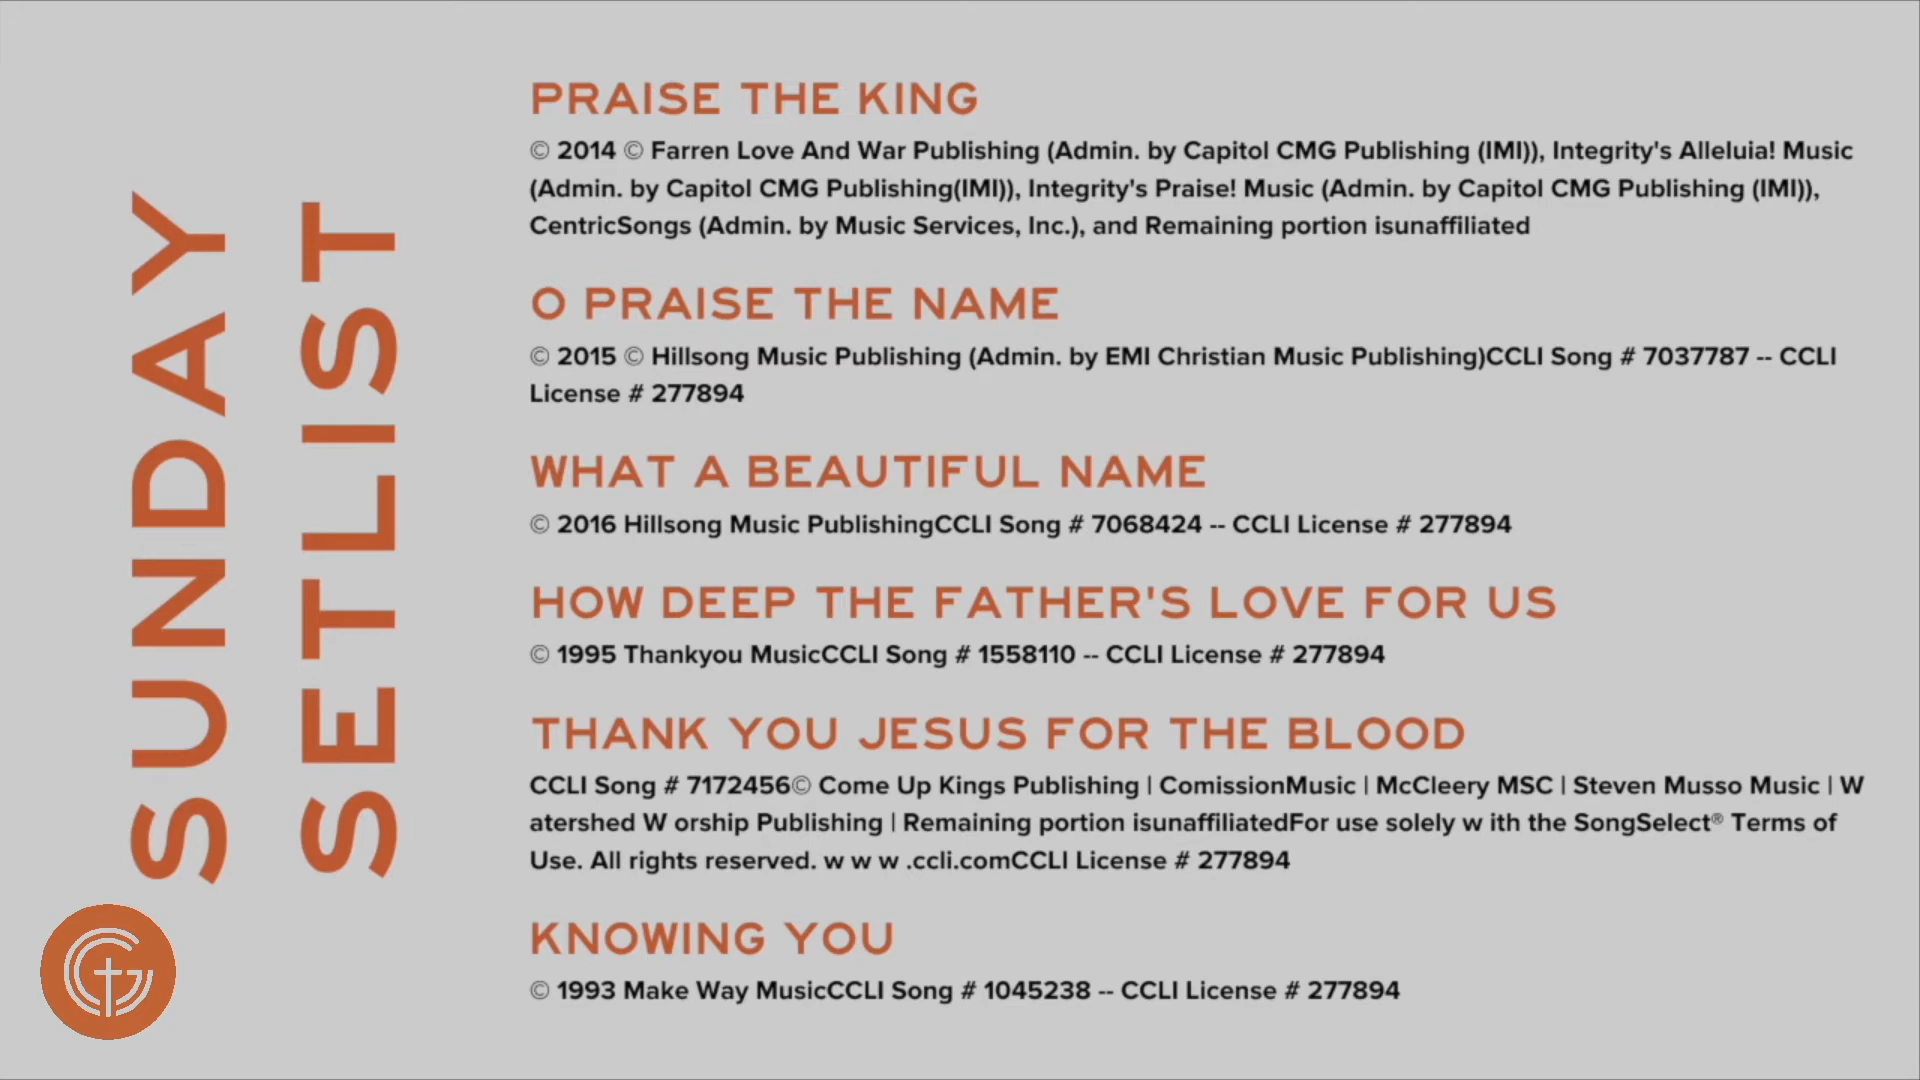 SUNDAY
SETLIST
PRAISE THE KING
© 2014 © Farren Love And War Publishing (Admin. by Capitol CMG Publishing (IMI)), Integrity's Alleluia! Music
(Admin. by Capitol CMG Publishing(IMI)), Integrity's Praise! Music (Admin. by Capitol CMG Publishing (IMI)),
CentricSongs (Admin. by Music Services, Inc.), and Remaining portion isunaffiliated
O PRAISE THE NAME
© 2015 © Hillsong Music Publishing (Admin. by EMI Christian Music Publishing)CCLI Song # 7037787 -- CCLI
License # 277894
WHAT A BEAUTIFUL NAME
© 2016 Hillsong Music PublishingCCLI Song # 7068424 -- CCLI License # 277894
HOW DEEP THE FATHER'S LOVE FOR US
© 1995 Thankyou MusicCCLI Song # 1558110 -- CCLI License # 277894
THANK YOU JESUS FOR THE BLOOD
CCLI Song # 7172456© Come Up Kings Publishing | ComissionMusic | McCleery MSC | Steven Musso Music | W
atershed W orship Publishing | Remaining portion isunaffiliatedFor use solely w ith the SongSelect® Terms of
Use. All rights reserved. w w w .ccli.comCCLI License # 277894
KNOWING YOU
© 1993 Make Way MusicCCLI Song # 1045238 -- CCLI License # 277894